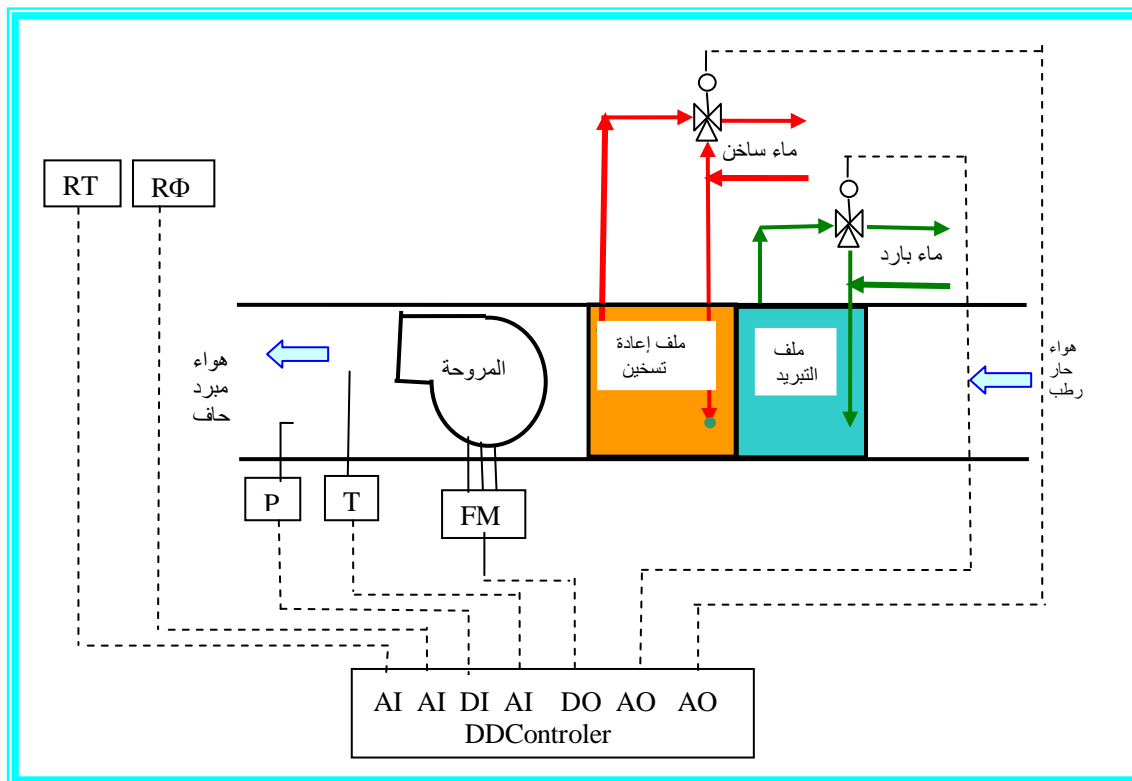 ماء ساخن
RT
RΦ
ماء بارد
ملف إعادة
تسخين
ملف
التبريد
المروحة
هواء
حار
رطب
هواء
مبرد
جاف
P
T
FM
AI AI DI AI DO AO AO
DDControler